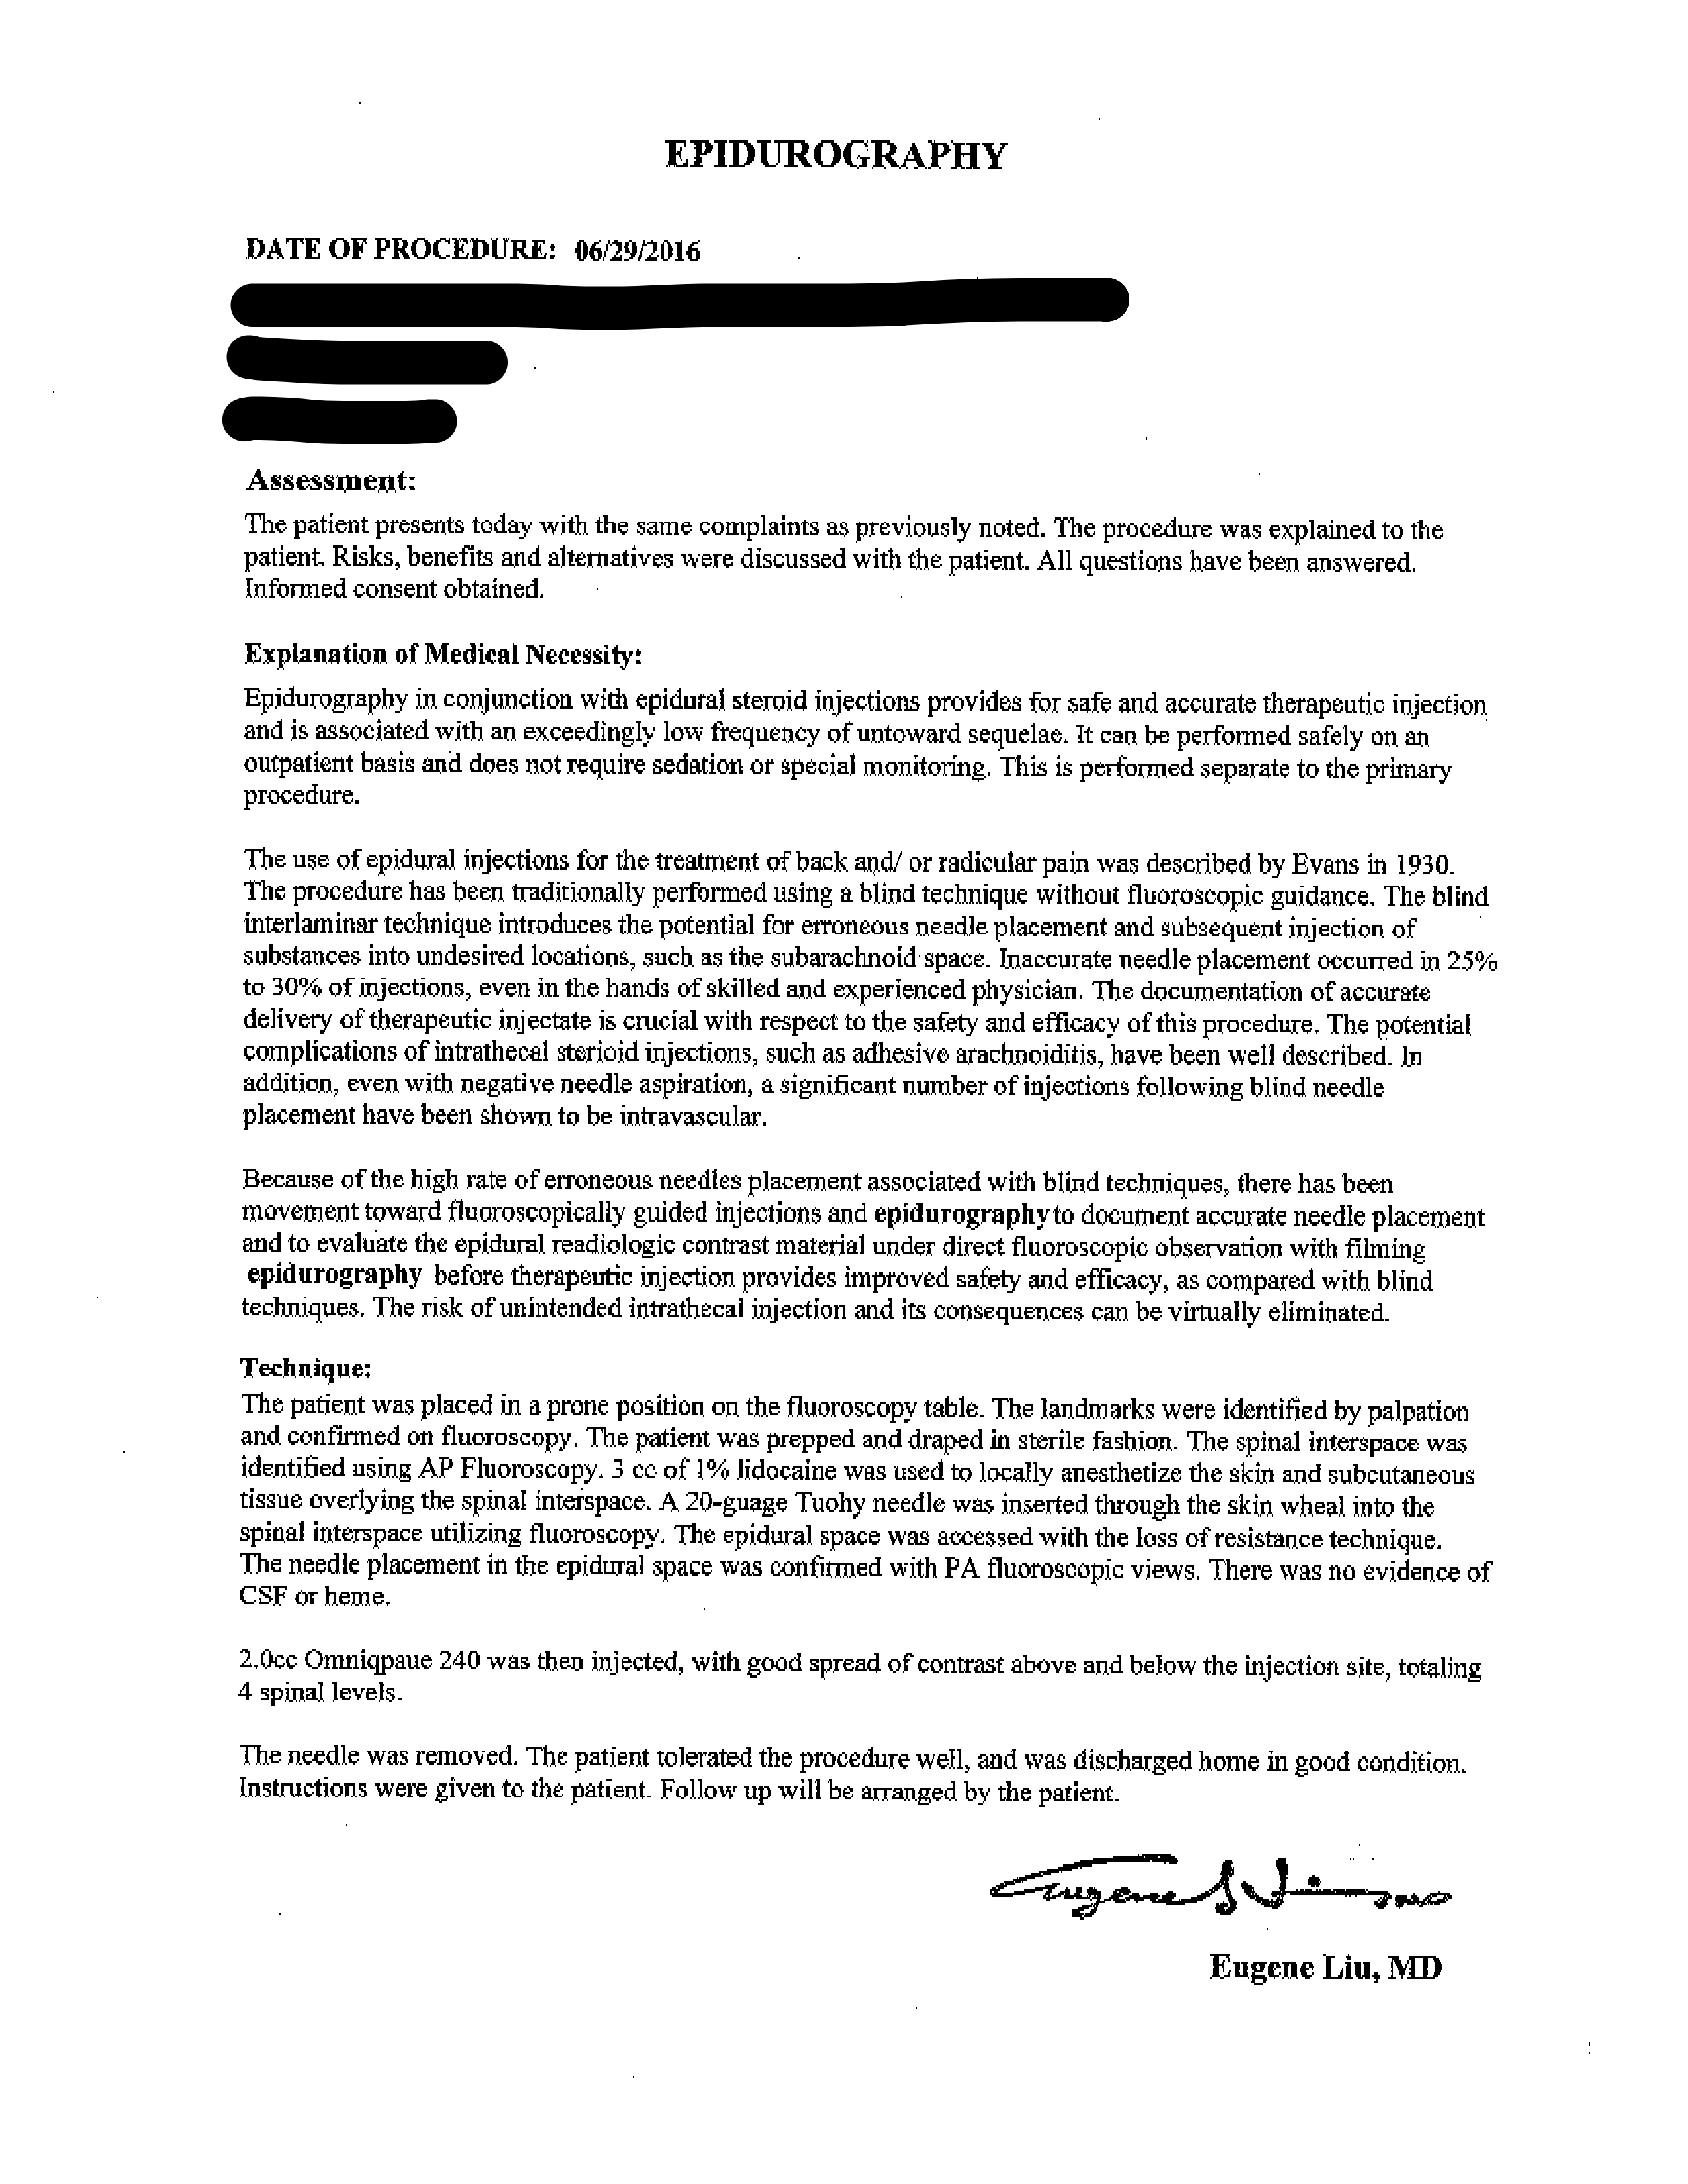 EPIDUROGRAPHY
DATE OF PROCEDURE: 06/29/2016
Assessment:
The patient presents today with the same complaints as previously noted. The procedure was explained to the
patient. Risks, benefits and alternatives were discussed with the patient. All questions have been answered.
Informed consent obtained.
Explanation of Medical Necessity:
Epidurography in conjunction with epidural steroid injections provides for safe and accurate therapeutic injection
and is associated with an exceedingly low frequency of untoward sequelae. It can be performed safely on an
outpatient basis and does not require sedation or special monitoring. This is performed separate to the primary
procedure.
The use of epidural injections for the treatment of back and/ or radicular pain was described by Evans in 1930.
The procedure has been traditionally performed using a blind technique without fluoroscopic guidance. The blind
interlaminar technique introduces the potential for erroneous needle placement and subsequent injection of
substances into undesired locations, such as the subarachnoid space. Inaccurate needle placement occurred in 25%
to 30% of injections, even in the hands of skilled and experienced physician. The documentation of accurate
delivery of therapeutic injectate is crucial with respect to the safety and efficacy of this procedure. The potential
complications of intrathecal sterioid injections, such as adhesive arachnoiditis, have been well described. In
addition, even with negative needle aspiration, a significant number of injections following blind needle
placement have been shown to be intravascular.
Because of the high rate of erroneous needles placement associated with blind techniques, there has been
movement toward fluoroscopically guided injections and epidurography to document accurate needle placement
and to evaluate the epidural readiologic contrast material under direct fluoroscopic observation with filming
epidurography before therapeutic injection provides improved safety and efficacy, as compared with blind
techniques. The risk of unintended intrathecal injection and its consequences can be virtually eliminated.
Technique:
The patient was placed in a prone position on the fluoroscopy table. The landmarks were identified by palpation
and confirmed on fluoroscopy. The patient was prepped and draped in sterile fashion. The spinal interspace was
identified using AP Fluoroscopy. 3 cc of 1% lidocaine was used to locally anesthetize the skin and subcutaneous
tissue overlying the spinal interspace. A 20-guage Tuohy needle was inserted through the skin wheal into the
spinal interspace utilizing fluoroscopy. The epidural space was accessed with the loss of resistance technique.
The needle placement in the epidural space was confirmed with PA fluoroscopic views. There was no evidence of
CSF or heme.
2.0cc Omniqpaue 240 was then injected, with good spread of contrast above and below the injection site, totaling
4 spinal levels.
The needle was removed. The patient tolerated the procedure well, and was discharged home in good condition.
Instructions were given to the patient. Follow up will be arranged by the patient.
Eugene
Eugene Liu, MD